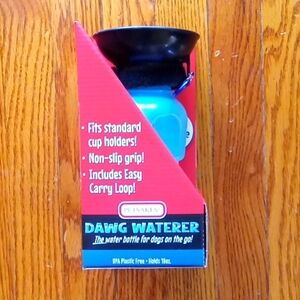 • Fits standard
cup holders!
• Non-slip grip!
• Includes Easy
Carry Loop!
DAWG WATERER
The water bottle for dogs on the go!
BPA Plastic Free • Holds 18oz.